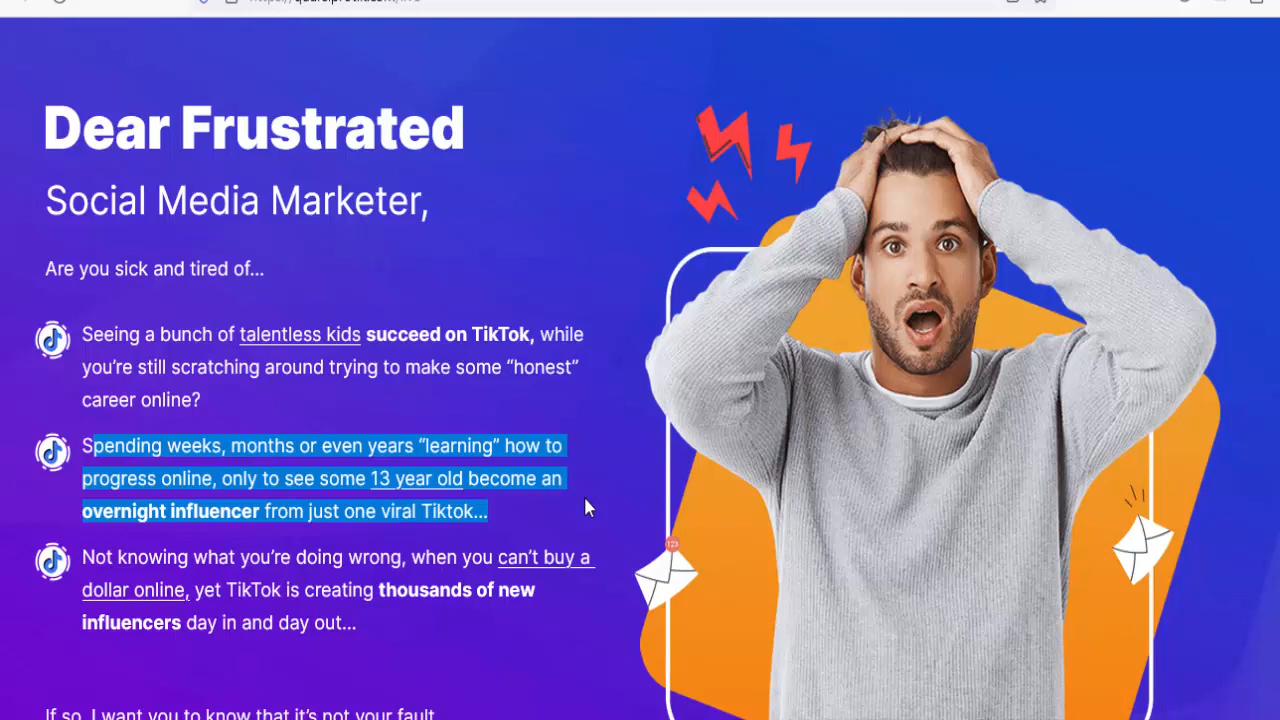 Dear Frustrated
Social Media Marketer,
Are you sick and tired of...
Seeing a bunch of talentless kids succeed on TikTok, while
you're still scratching around trying to make some “honest”
career online?
Spending weeks, months or even years “learning” how to
progress online, only to see some 13 year old become an
overnight influencer from just one viral Tiktok...
Not knowing what you're doing wrong, when you can't buy a
dollar online, yet TikTok is creating thousands of new
influencers day in and day out...
123
If so, I want you to know that it's not your fault